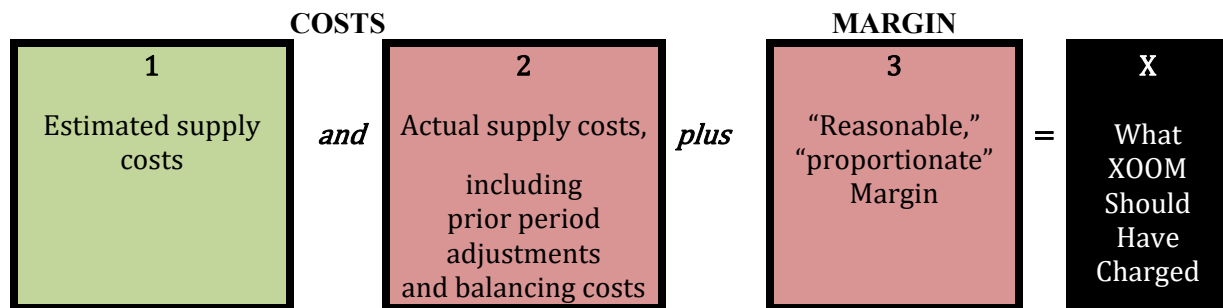 COSTS
MARGIN
1
Estimated supply
costs
and
2
Actual supply costs,
including
prior period
adjustments
and balancing costs
plus
3
“Reasonable,”
“proportionate”
Margin
=
X
What
XOOM
Should
Have
Charged